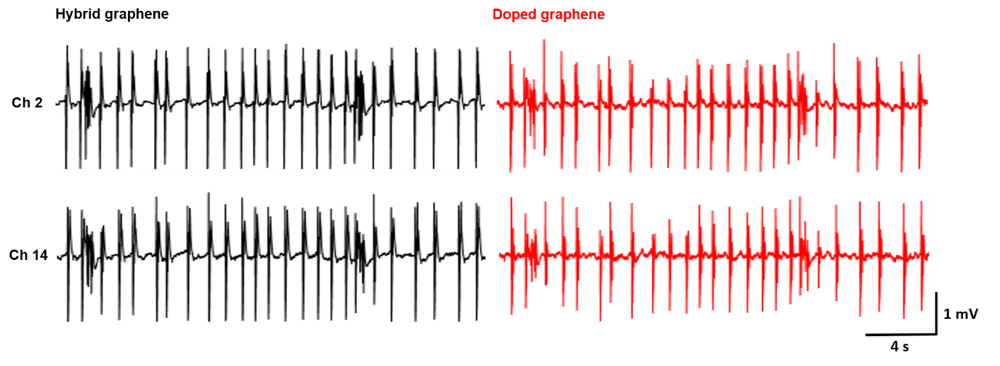 Hybrid graphene
Doped graphene
Ch 2
Ch 14
1 mV
4 s